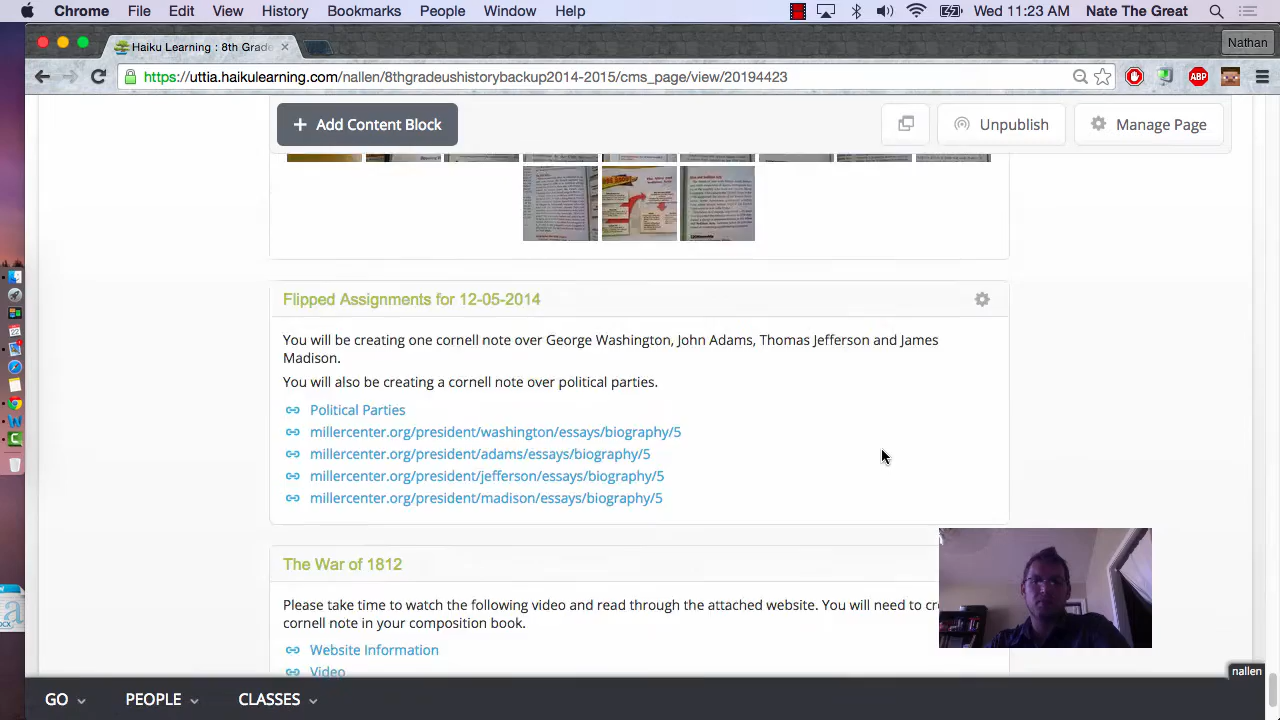 Chrome File Edit View History Bookmarks People Window Help Wed 11:23 AM Nate The Great
Haiku Learning : 8th Grade Nathan
https://uttia.haikulearning.com/nallen/8thgradeushistorybackup2014-2015/cms_page/view/20194423 ABP
+ Add Content Block Unpublish Manage Page
Flipped Assignments for 12-05-2014
You will be creating one cornell note over George Washington, John Adams, Thomas Jefferson and James
Madison.
You will also be creating a cornell note over political parties.
Political Parties
millercenter.org/president/washington/essays/biography/5
millercenter.org/president/adams/essays/biography/5
millercenter.org/president/jefferson/essays/biography/5
millercenter.org/president/madison/essays/biography/5
The War of 1812
Please take time to watch the following video and read through the attached website. You will need to cr
cornell note in your composition book.
Website Information
Video
nallen
GO PEOPLE CLASSES